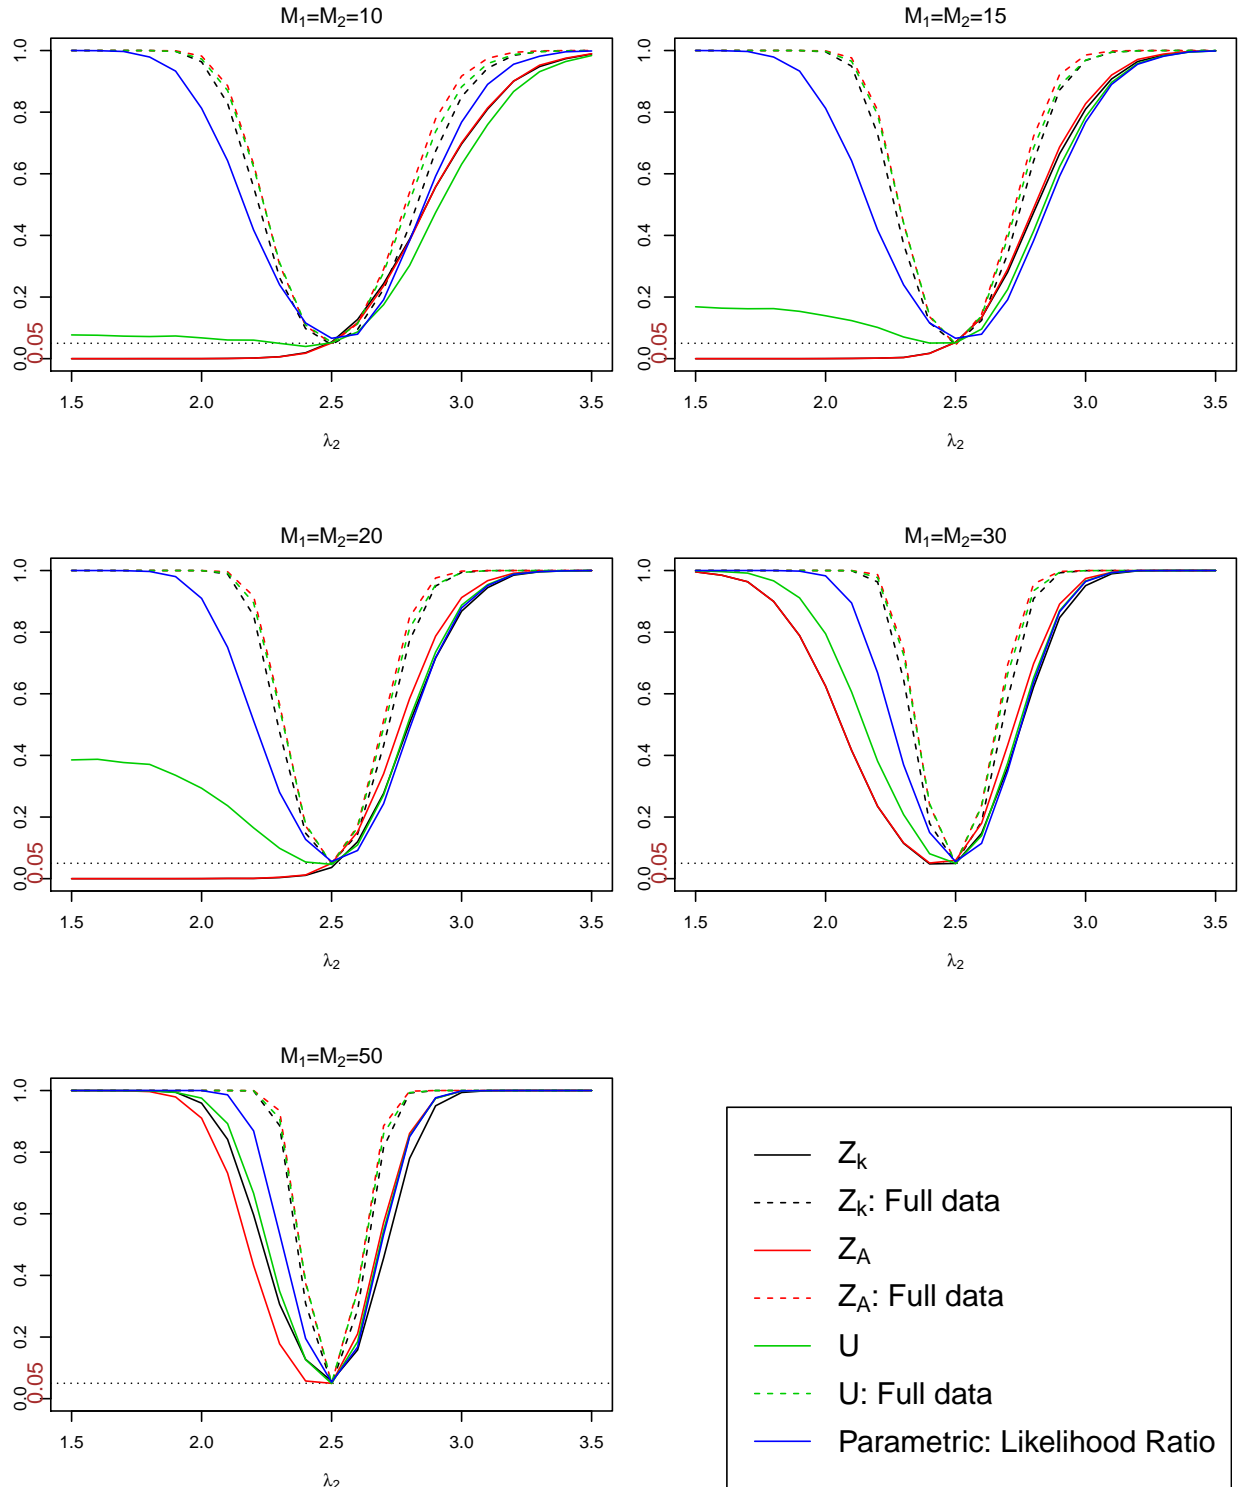 M₁=M₂=10
1.0
0.8
0.6
0.4
0.2
0.05
0.0
1.5 2.0 2.5 3.0 3.5
λ₂
M₁=M₂=15
1.0
0.8
0.6
0.4
0.2
0.05
0.0
1.5 2.0 2.5 3.0 3.5
λ₂
M₁=M₂=20
1.0
0.8
0.6
0.4
0.2
0.05
0.0
1.5 2.0 2.5 3.0 3.5
λ₂
M₁=M₂=30
1.0
0.8
0.6
0.4
0.2
0.05
0.0
1.5 2.0 2.5 3.0 3.5
λ₂
M₁=M₂=50
1.0
0.8
0.6
0.4
0.2
0.05
0.0
1.5 2.0 2.5 3.0 3.5
λ₂
Zₖ
Zₖ: Full data
Z_A
Z_A: Full data
U
U: Full data
Parametric: Likelihood Ratio